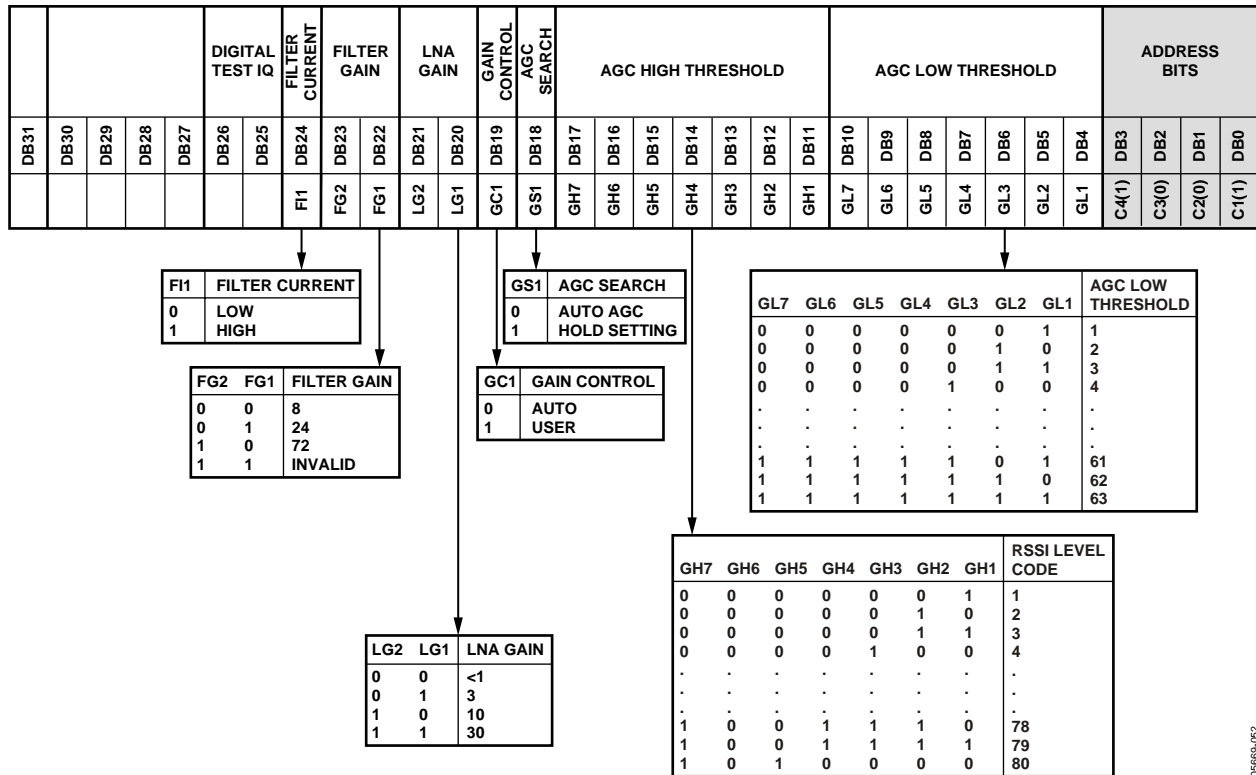 DIGITAL TEST IQ
FILTER CURRENT
FILTER GAIN
LNA GAIN
GAIN CONTROL
AGC SEARCH
AGC HIGH THRESHOLD
AGC LOW THRESHOLD
ADDRESS BITS
DB31 DB30 DB29 DB28 DB27 DB26 DB25 DB24 DB23 DB22 DB21 DB20 DB19 DB18 DB17 DB16 DB15 DB14 DB13 DB12 DB11 DB10 DB9 DB8 DB7 DB6 DB5 DB4 DB3 DB2 DB1 DB0
FI1 FG2 FG1 LG2 LG1 GC1 GS1 GH7 GH6 GH5 GH4 GH3 GH2 GH1 GL7 GL6 GL5 GL4 GL3 GL2 GL1 C4(1) C3(0) C2(0) C1(1)
FI1 FILTER CURRENT
0 LOW
1 HIGH
GS1 AGC SEARCH
0 AUTO AGC
1 HOLD SETTING
FG2 FG1 FILTER GAIN
0 0 8
0 1 24
1 0 72
1 1 INVALID
GC1 GAIN CONTROL
0 AUTO
1 USER
GL7 GL6 GL5 GL4 GL3 GL2 GL1 AGC LOW THRESHOLD
0 0 0 0 0 0 1 1
0 0 0 0 0 1 0 2
0 0 0 0 0 1 1 3
0 0 0 0 1 0 0 4
. . . . . . . .
. . . . . . . .
. . . . . . . .
1 1 1 1 1 0 1 61
1 1 1 1 1 1 0 62
1 1 1 1 1 1 1 63
LG2 LG1 LNA GAIN
0 0 <1
0 1 3
1 0 10
1 1 30
GH7 GH6 GH5 GH4 GH3 GH2 GH1 RSSI LEVEL CODE
0 0 0 0 0 0 1 1
0 0 0 0 0 1 0 2
0 0 0 0 0 1 1 3
0 0 0 0 1 0 0 4
. . . . . . . .
. . . . . . . .
. . . . . . . .
1 0 0 1 1 1 0 78
1 0 0 1 1 1 1 79
1 0 1 0 0 0 0 80